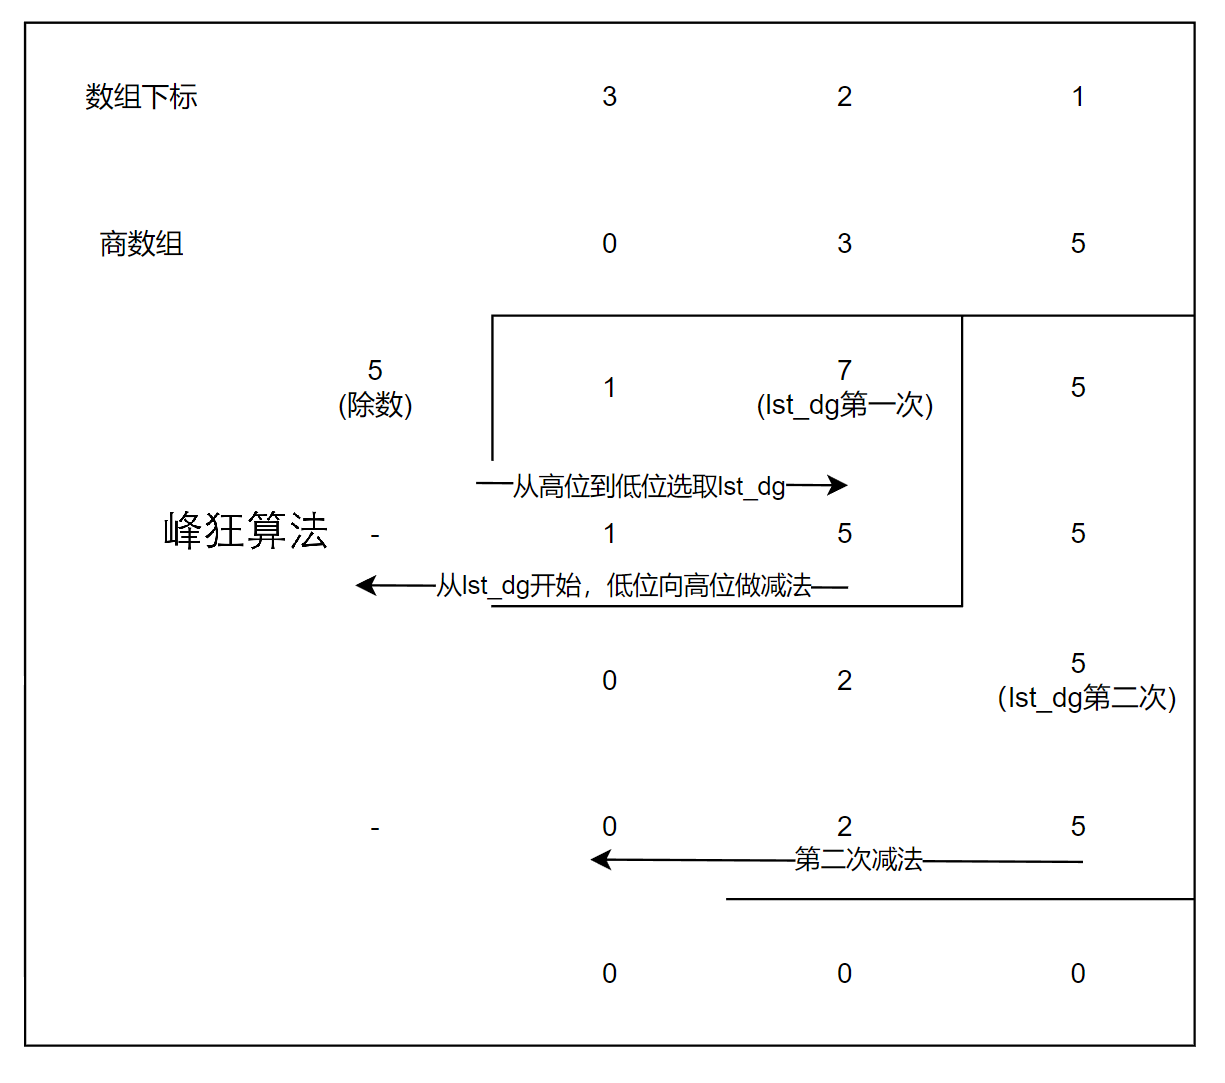 数组下标 3 2 1
商数组 0 3 5
5 1 7 5
(除数) (lst_dg第一次)
从高位到低位选取lst_dg
峰狂算法 - 1 5 5
从lst_dg开始，低位向高位做减法
0 2 5
（lst_dg第二次)
- 0 2 5
第二次减法
0 0 0